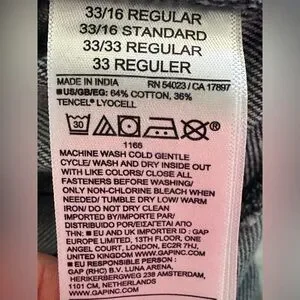 33/16 REGULAR
33/16 STANDARD
33/33 REGULAR
33 REGULER
MADE IN INDIA RN 54023 / CA 17897
■US/GB/EG: 64% COTTON, 36%
TENCEL® LYOCELL
30
1166
MACHINE WASH COLD GENTLE
CYCLE/ WASH AND DRY INSIDE OUT
WITH LIKE COLORS/ CLOSE ALL
FASTENERS BEFORE WASHING/
ONLY NON-CHLORINE BLEACH WHEN
NEEDED/ TUMBLE DRY LOW/ WARM
IRON/ DO NOT DRY CLEAN
IMPORTED BY/IMPORTE PAR/
DISTRIBUIDO POR/
THN: ■ EU AND UK IMPORTER ID : GAP
EUROPE LIMITED, 13TH FLOOR, ONE
ANGEL COURT, LONDON, EC2R 7HJ,
UNITED KINGDOM WWW.GAPINC.COM
■ EU RESPONSIBLE PERSON :
GAP (RHC) B.V. LUNA ARENA,
HERIKERBERGWEG 238 AMSTERDAM,
1101 CM, NETHERLANDS
WWW.GAPINC.COM